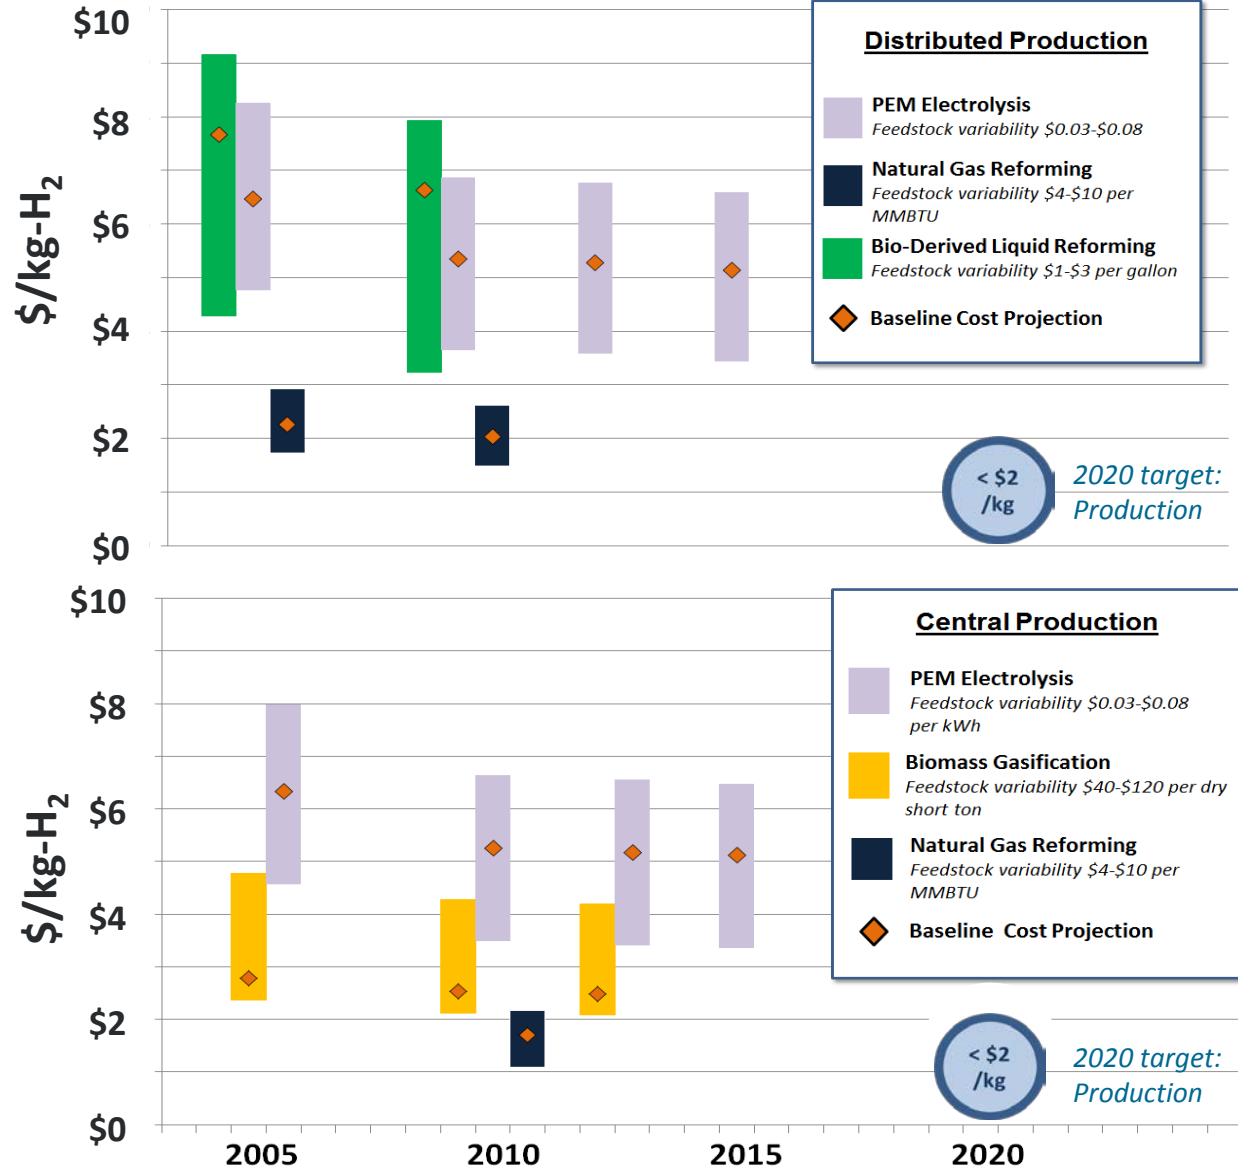 $10
$8
$6
$4
$2
$0
$/kg-H2
Distributed Production
PEM Electrolysis
Feedstock variability $0.03-$0.08
Natural Gas Reforming
Feedstock variability $4-$10 per
MMBTU
Bio-Derived Liquid Reforming
Feedstock variability $1-$3 per gallon
Baseline Cost Projection
< $2
/kg
2020 target:
Production
$10
$8
$6
$4
$2
$0
$/kg-H2
Central Production
PEM Electrolysis
Feedstock variability $0.03-$0.08
per kWh
Biomass Gasification
Feedstock variability $40-$120 per dry
short ton
Natural Gas Reforming
Feedstock variability $4-$10 per
MMBTU
Baseline Cost Projection
< $2
/kg
2020 target:
Production
2005
2010
2015
2020